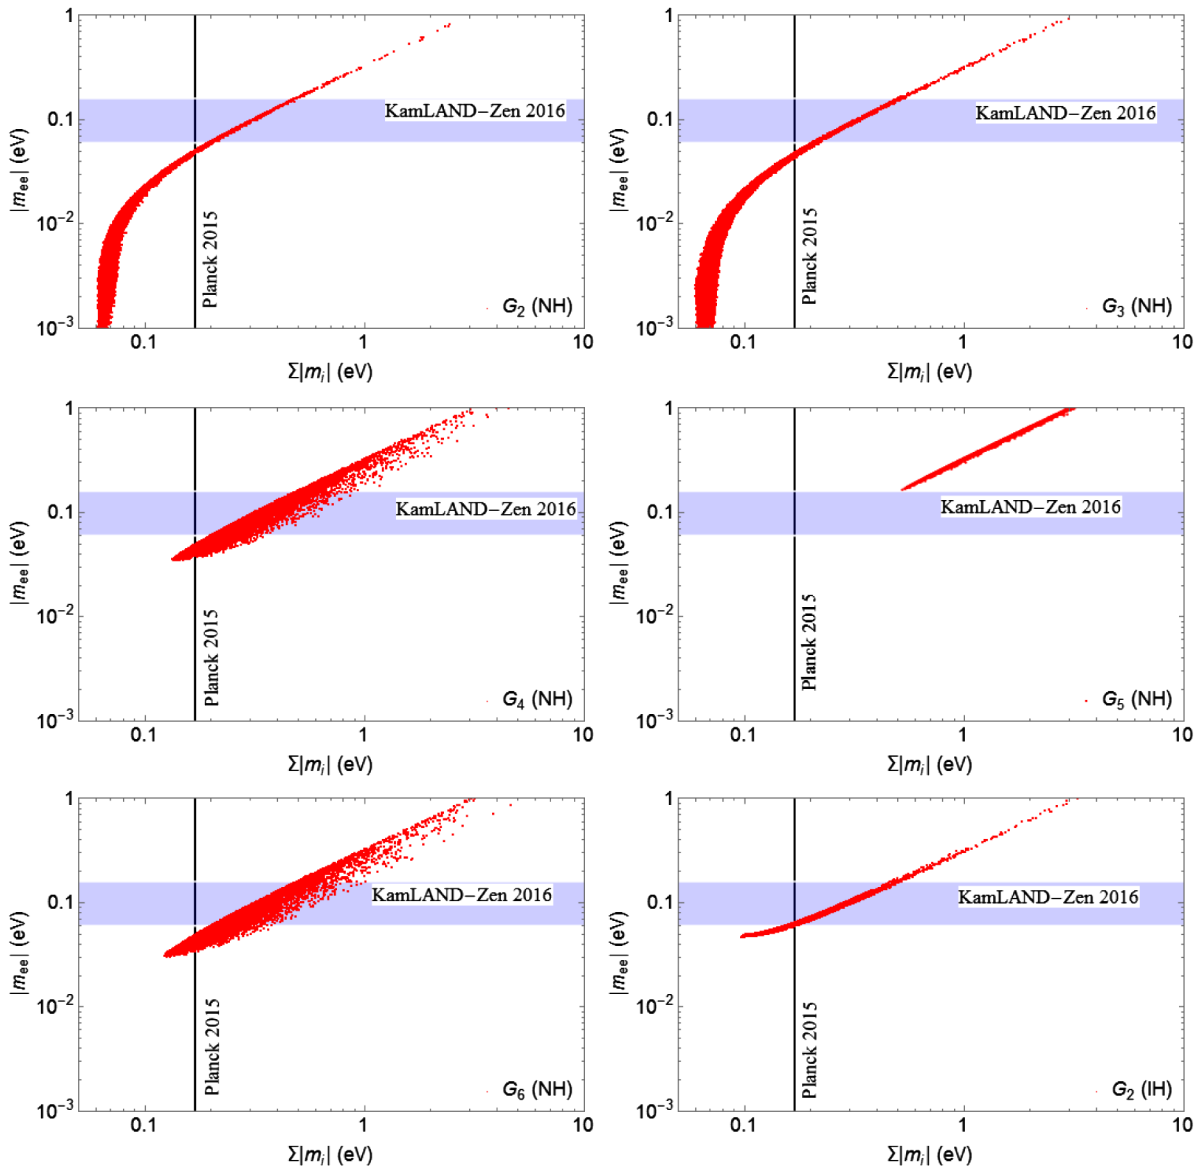 1
0.1
10⁻²
10⁻³
|m_ee| (eV)
KamLAND−Zen 2016
Planck 2015
G₂ (NH)
0.1 1 10
Σ|m_i| (eV)
1
0.1
10⁻²
10⁻³
|m_ee| (eV)
KamLAND−Zen 2016
Planck 2015
G₃ (NH)
0.1 1 10
Σ|m_i| (eV)
1
0.1
10⁻²
10⁻³
|m_ee| (eV)
KamLAND−Zen 2016
Planck 2015
G₄ (NH)
0.1 1 10
Σ|m_i| (eV)
1
0.1
10⁻²
10⁻³
|m_ee| (eV)
KamLAND−Zen 2016
Planck 2015
G₅ (NH)
0.1 1 10
Σ|m_i| (eV)
1
0.1
10⁻²
10⁻³
|m_ee| (eV)
KamLAND−Zen 2016
Planck 2015
G₆ (NH)
0.1 1 10
Σ|m_i| (eV)
1
0.1
10⁻²
10⁻³
|m_ee| (eV)
KamLAND−Zen 2016
Planck 2015
G₂ (IH)
0.1 1 10
Σ|m_i| (eV)